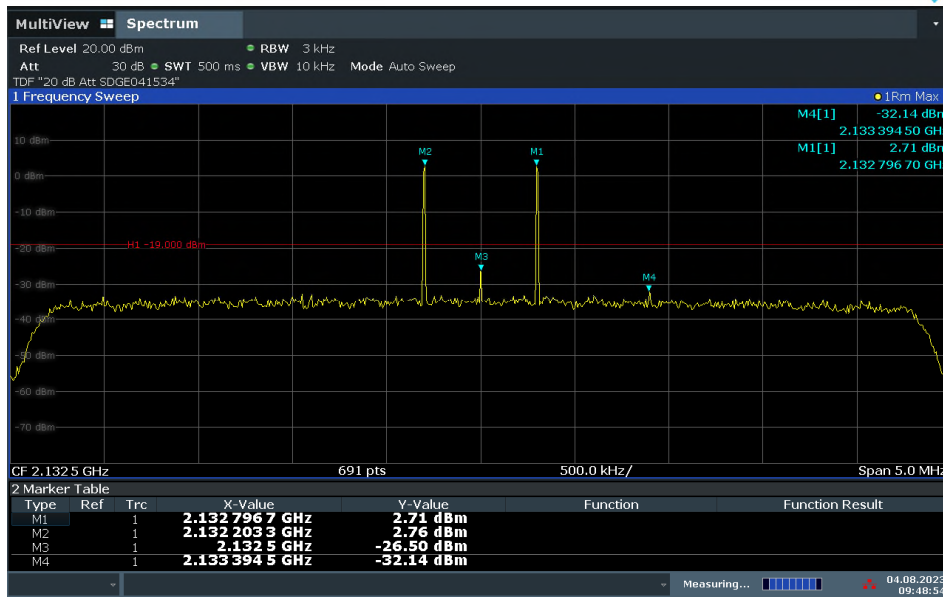 MultiView Spectrum
Ref Level 20.00 dBm RBW 3 kHz
Att 30 dB SWT 500 ms VBW 10 kHz Mode Auto Sweep
TDF "20 dB Att SDGE041534"
1 Frequency Sweep 1Rm Max
M4[1] -32.14 dBm
2.133 394 50 GH
M1[1] 2.71 dBm
2.132 796 70 GH
10 dBm
M2 M1
0 dBm
-10 dBm
H1 -19.000 dBm
-20 dBm
M3
M4
-30 dBm
-40 dBm
-50 dBm
-60 dBm
-70 dBm
CF 2.132 5 GHz 691 pts 500.0 kHz/ Span 5.0 MHz
2 Marker Table
Type Ref Trc X-Value Y-Value Function Function Result
M1 1 2.132 796 7 GHz 2.71 dBm
M2 1 2.132 203 3 GHz 2.76 dBm
M3 1 2.132 5 GHz -26.50 dBm
M4 1 2.133 394 5 GHz -32.14 dBm
Measuring... 04.08.2023
09:48:54